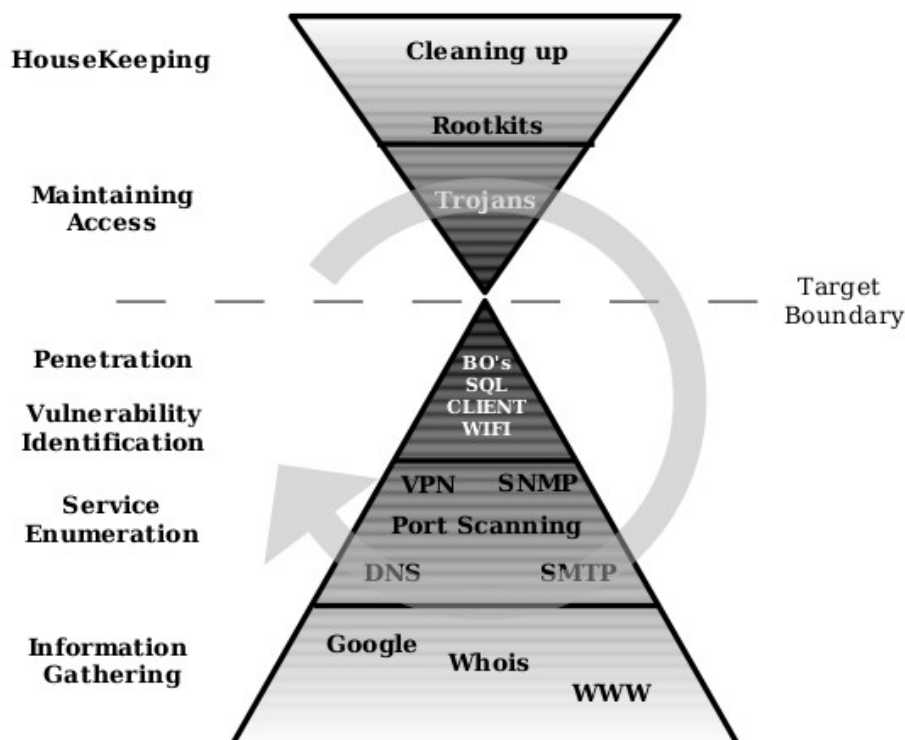 HouseKeeping
Cleaning up
Rootkits
Maintaining
Access
Trojans
Target
Boundary
Penetration
Vulnerability
Identification
BO's
SQL
CLIENT
WIFI
Service
Enumeration
VPN SNMP
Port Scanning
DNS SMTP
Information
Gathering
Google
Whois
WWW